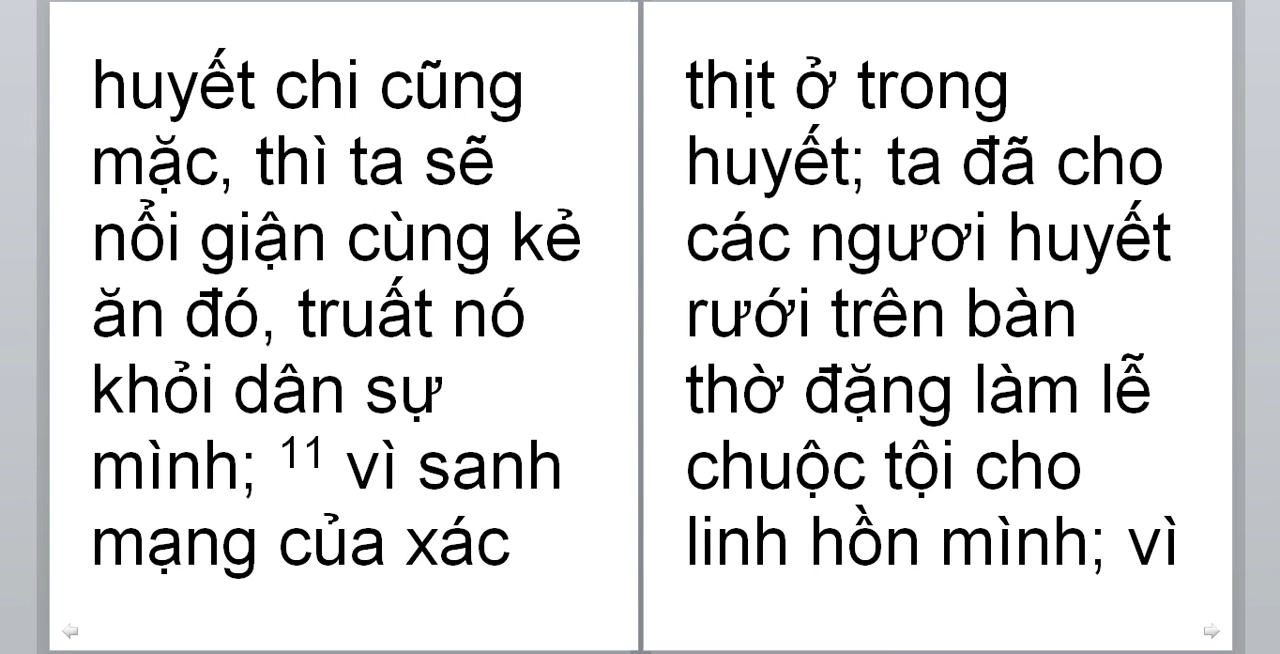 huyết chi cũng
mặc, thì ta sẽ
nổi giận cùng kẻ
ăn đó, truất nó
khỏi dân sự
mình; 11 vì sanh
mạng của xác
thịt ở trong
huyết; ta đã cho
các ngươi huyết
rưới trên bàn
thờ đặng làm lễ
chuộc tội cho
linh hồn mình; vì